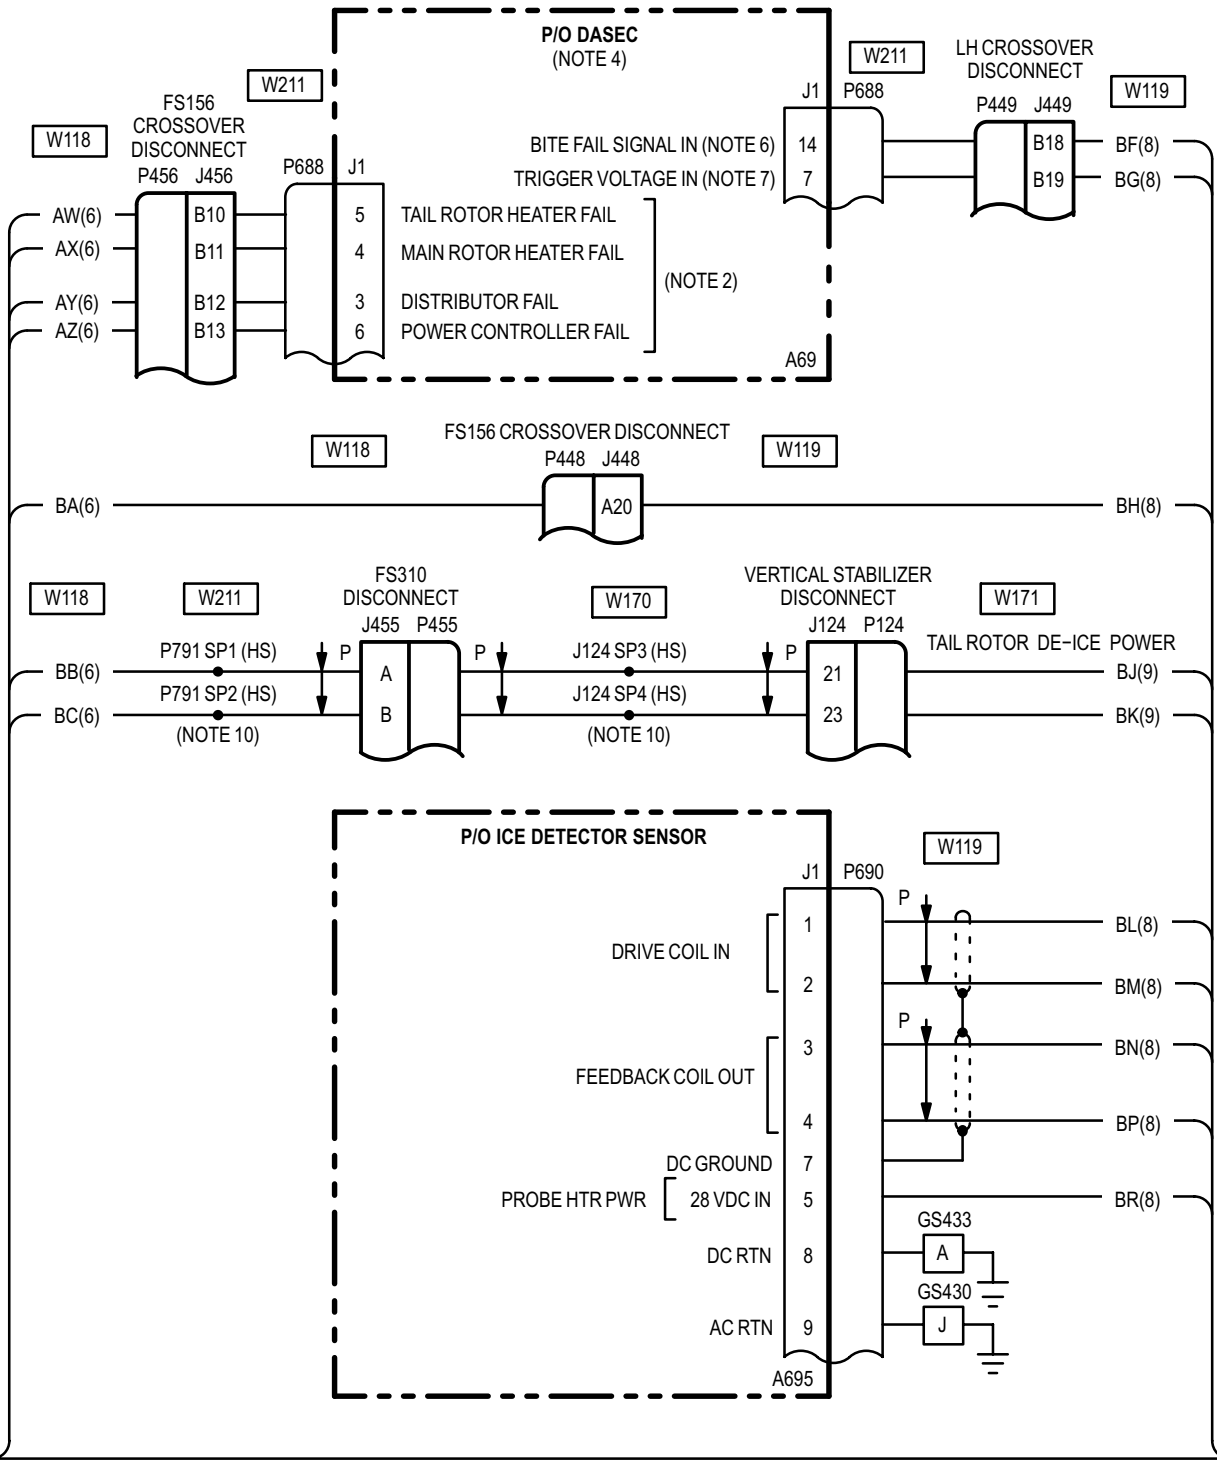 P/O DASEC
(NOTE 4)
W211
LH CROSSOVER
DISCONNECT
W119
W211
FS156
CROSSOVER
DISCONNECT
W118
J1 P688
P449 J449
P456 J456
P688 J1
BITE FAIL SIGNAL IN (NOTE 6) 14 B18 BF(8)
TRIGGER VOLTAGE IN (NOTE 7) 7 B19 BG(8)
AW(6) B10 5 TAIL ROTOR HEATER FAIL
AX(6) B11 4 MAIN ROTOR HEATER FAIL
(NOTE 2)
AY(6) B12 3 DISTRIBUTOR FAIL
AZ(6) B13 6 POWER CONTROLLER FAIL
A69
FS156 CROSSOVER DISCONNECT
W118 W119
P448 J448
BA(6) A20 BH(8)
FS310
DISCONNECT
VERTICAL STABILIZER
DISCONNECT
W118 W211 W170 W171
J455 P455 J124 P124
TAIL ROTOR DE-ICE POWER
P791 SP1 (HS) P P J124 SP3 (HS) P
BB(6) A 21 BJ(9)
P791 SP2 (HS) J124 SP4 (HS)
BC(6) B 23 BK(9)
(NOTE 10) (NOTE 10)
P/O ICE DETECTOR SENSOR
W119
J1 P690
P
1 BL(8)
DRIVE COIL IN
2 BM(8)
P
3 BN(8)
FEEDBACK COIL OUT
4 BP(8)
DC GROUND 7
PROBE HTR PWR 28 VDC IN 5 BR(8)
GS433
DC RTN 8 A
GS430
AC RTN 9 J
A695